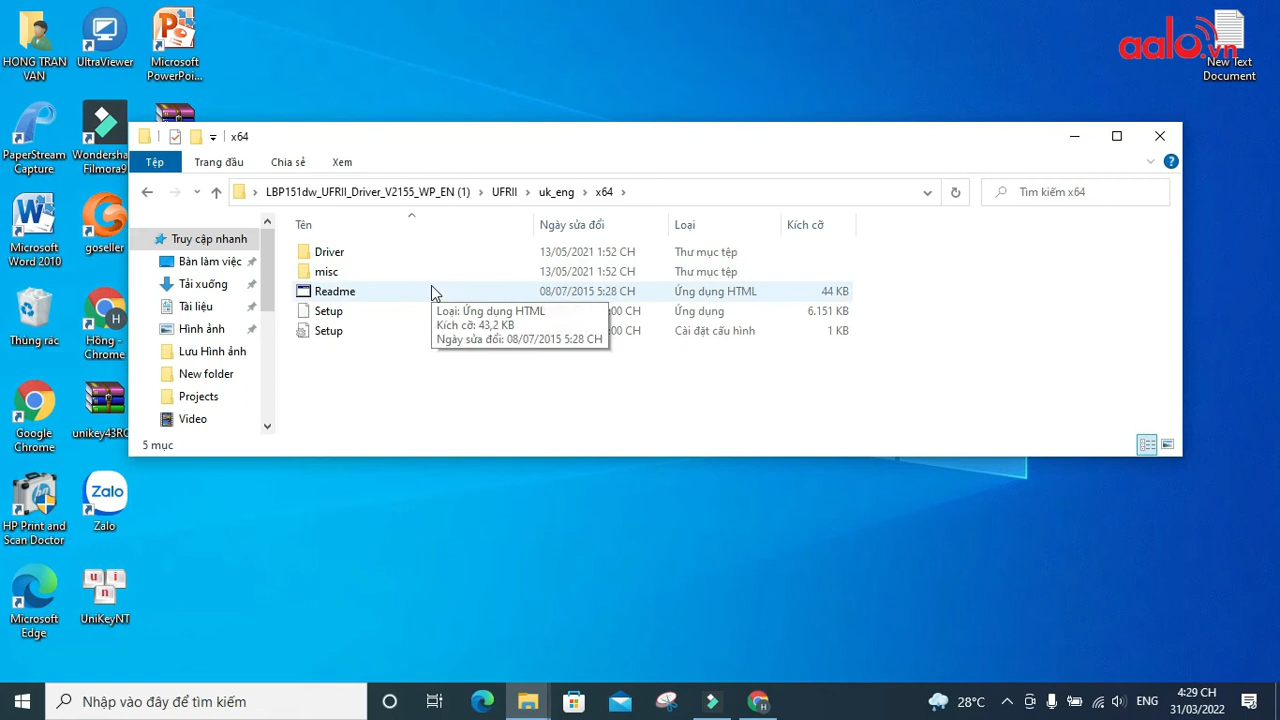 HONG TRAN
VAN
UltraViewer
Microsoft
PowerPoi...
aalo.vn
New Text
Document
PaperStream
Capture
Wondersha
Filmora9
Microsoft
Word 2010
goseller
Thùng rác
Hồng -
Chrome
Google
Chrome
unikey43RC
HP Print and
Scan Doctor
Zalo
Zalo
Microsoft
Edge
u i
n
UniKeyNT
x64
Tệp
Trang đầu
Chia sẻ
Xem
LBP151dw_UFRII_Driver_V2155_WP_EN (1)
UFRII
uk_eng
x64
Tìm kiếm x64
Truy cập nhanh
Bàn làm việc
Tải xuống
Tài liệu
Hình ảnh
Lưu Hình ảnh
New folder
Projects
Video
Tên
Ngày sửa đổi
Loại
Kích cỡ
Driver
13/05/2021 1:52 CH
Thư mục tệp
misc
13/05/2021 1:52 CH
Thư mục tệp
Readme
08/07/2015 5:28 CH
Ứng dụng HTML
44 KB
Setup
:00 CH
Ứng dụng
6.151 KB
Setup
:00 CH
Cài đặt cấu hình
1 KB
Loại: Ứng dụng HTML
Kích cỡ: 43,2 KB
Ngày sửa đổi: 08/07/2015 5:28 CH
5 mục
Nhập vào đây để tìm kiếm
28°C
ENG
4:29 CH
31/03/2022